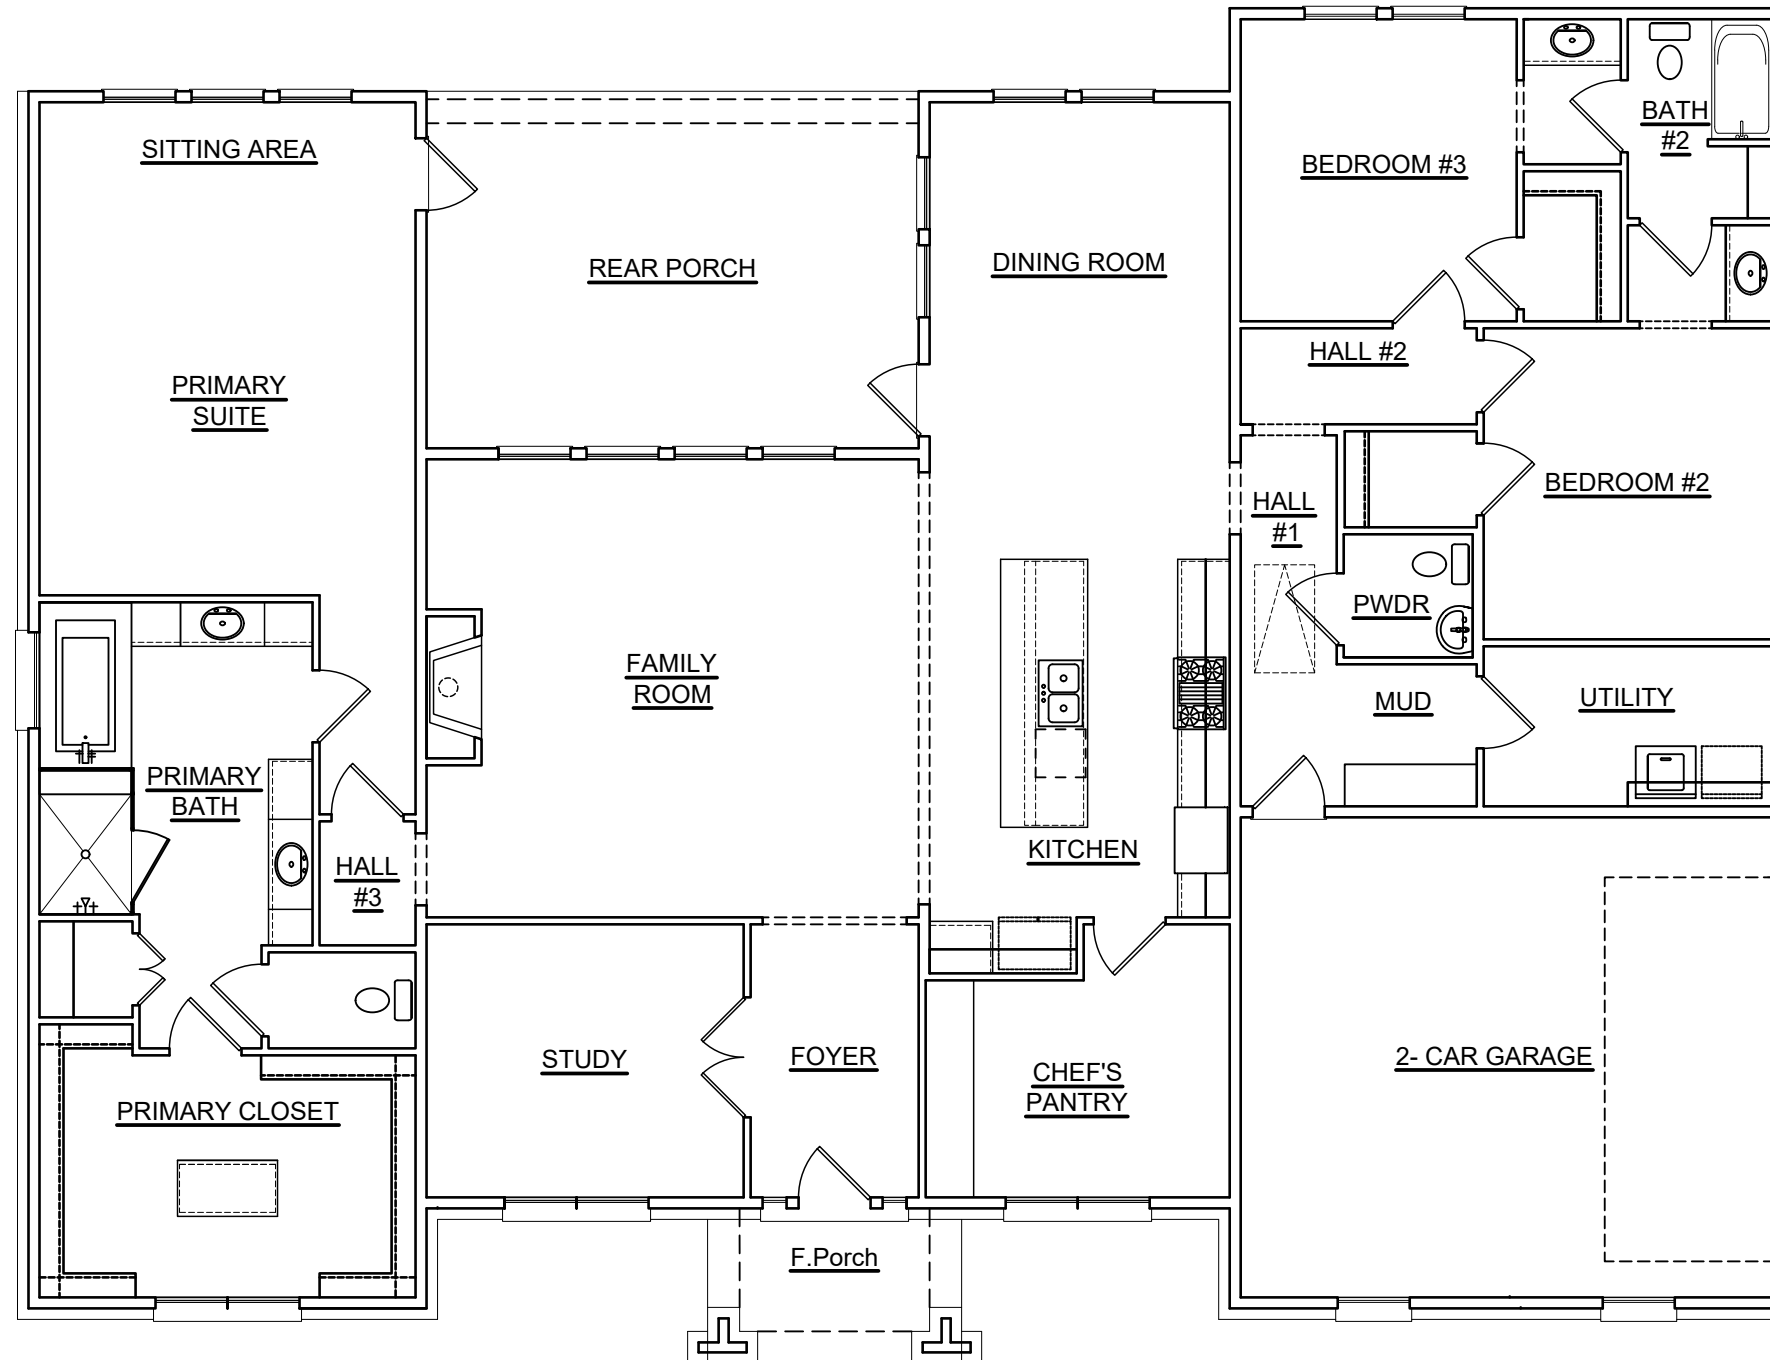 SITTING AREA
BATH
#2
BEDROOM #3
REAR PORCH
DINING ROOM
HALL #2
PRIMARY
SUITE
BEDROOM #2
HALL
#1
PWDR
FAMILY
ROOM
MUD
UTILITY
PRIMARY
BATH
KITCHEN
HALL
#3
STUDY
FOYER
CHEF'S
PANTRY
2- CAR GARAGE
PRIMARY CLOSET
F.Porch